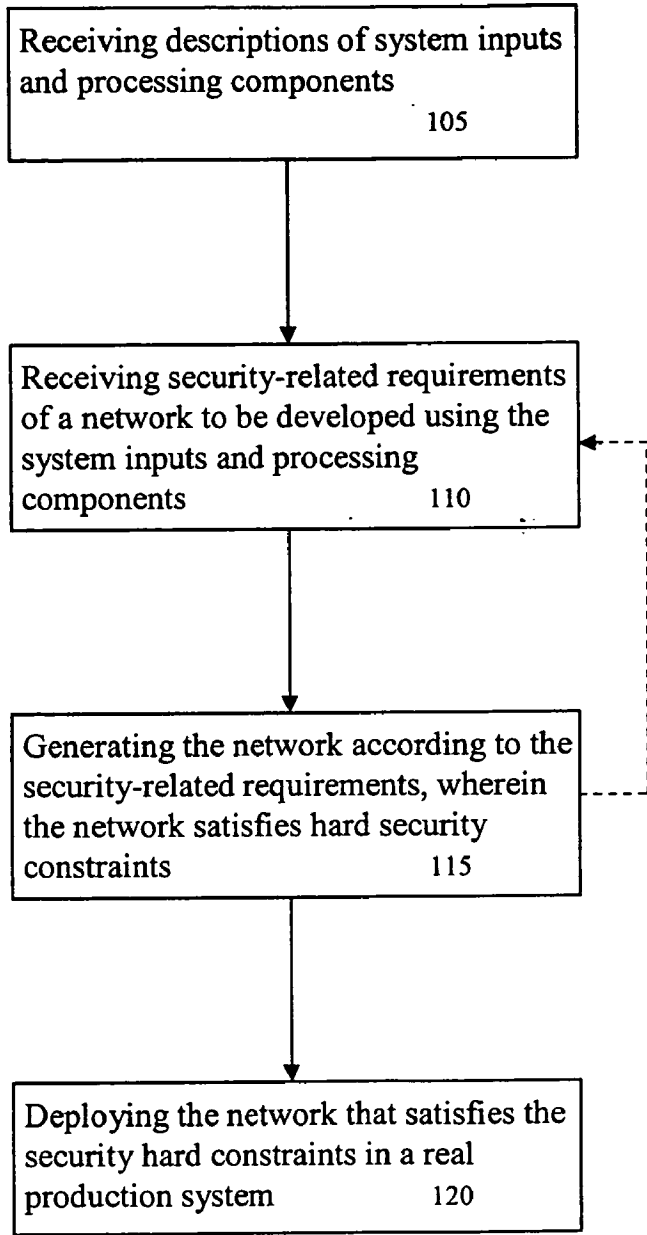 Receiving descriptions of system inputs
and processing components
105
Receiving security-related requirements
of a network to be developed using the
system inputs and processing
components 110
Generating the network according to the
security-related requirements, wherein
the network satisfies hard security
constraints 115
Deploying the network that satisfies the
security hard constraints in a real
production system 120